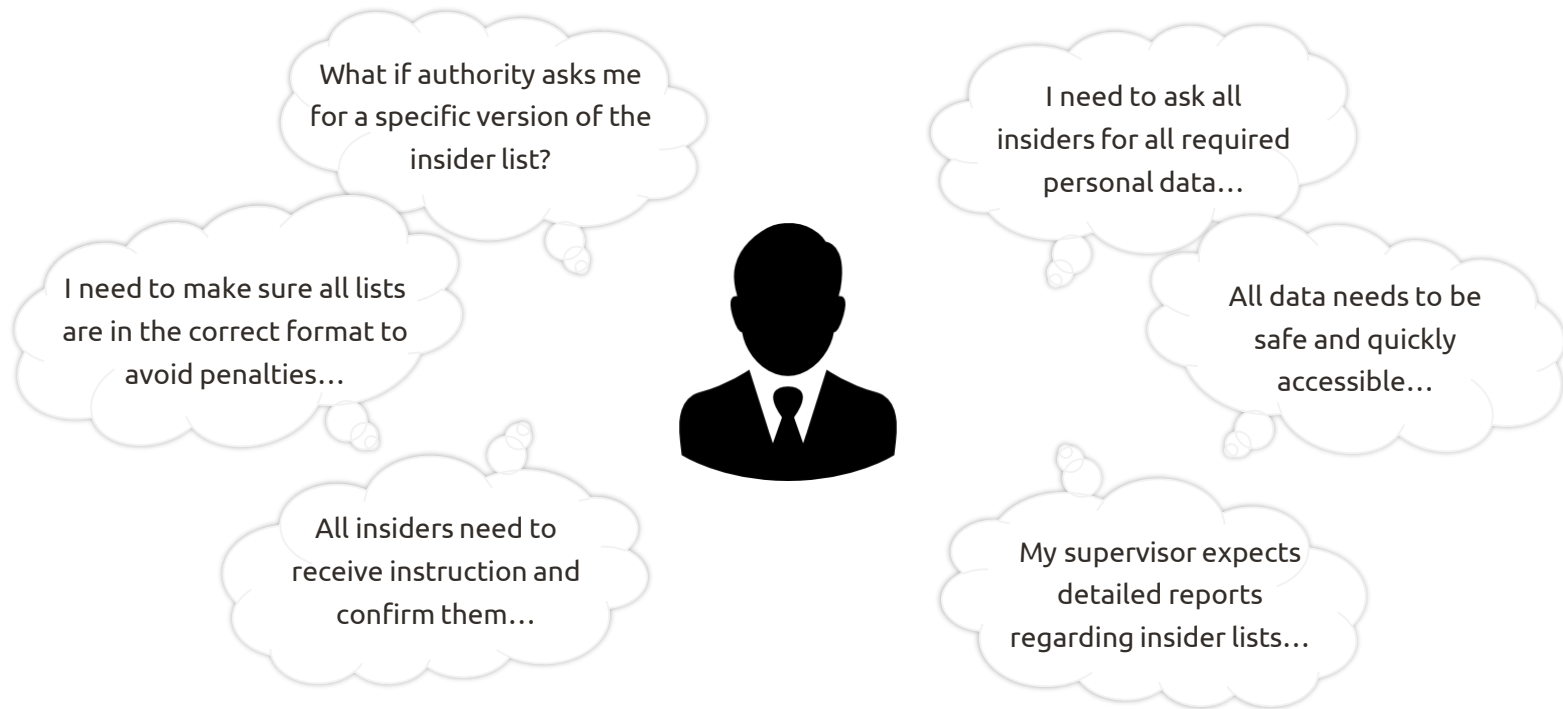 What if authority asks me
for a specific version of the
insider list?
I need to ask all
insiders for all required
personal data…
I need to make sure all lists
are in the correct format to
avoid penalties…
All data needs to be
safe and quickly
accessible…
All insiders need to
receive instruction and
confirm them…
My supervisor expects
detailed reports
regarding insider lists…